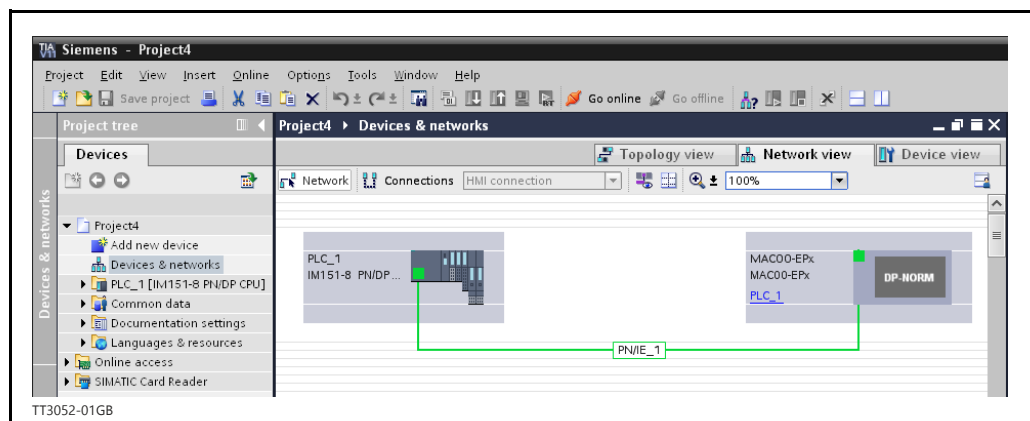 Siemens - Project4
Project Edit View Insert Online Options Tools Window Help
Save project Go online Go offline
Project tree
Project4 Devices & networks
Devices
Topology view Network view Device view
Network Connections HMI connection 100%
Devices & networks
Project4
Add new device
Devices & networks
PLC_1 [IM151-8 PN/DP CPU]
Common data
Documentation settings
Languages & resources
Online access
SIMATIC Card Reader
PLC_1
IM151-8 PN/DP...
MAC00-EPx
MAC00-EPx
PLC_1
DP-NORM
PN/IE_1
TT3052-01GB